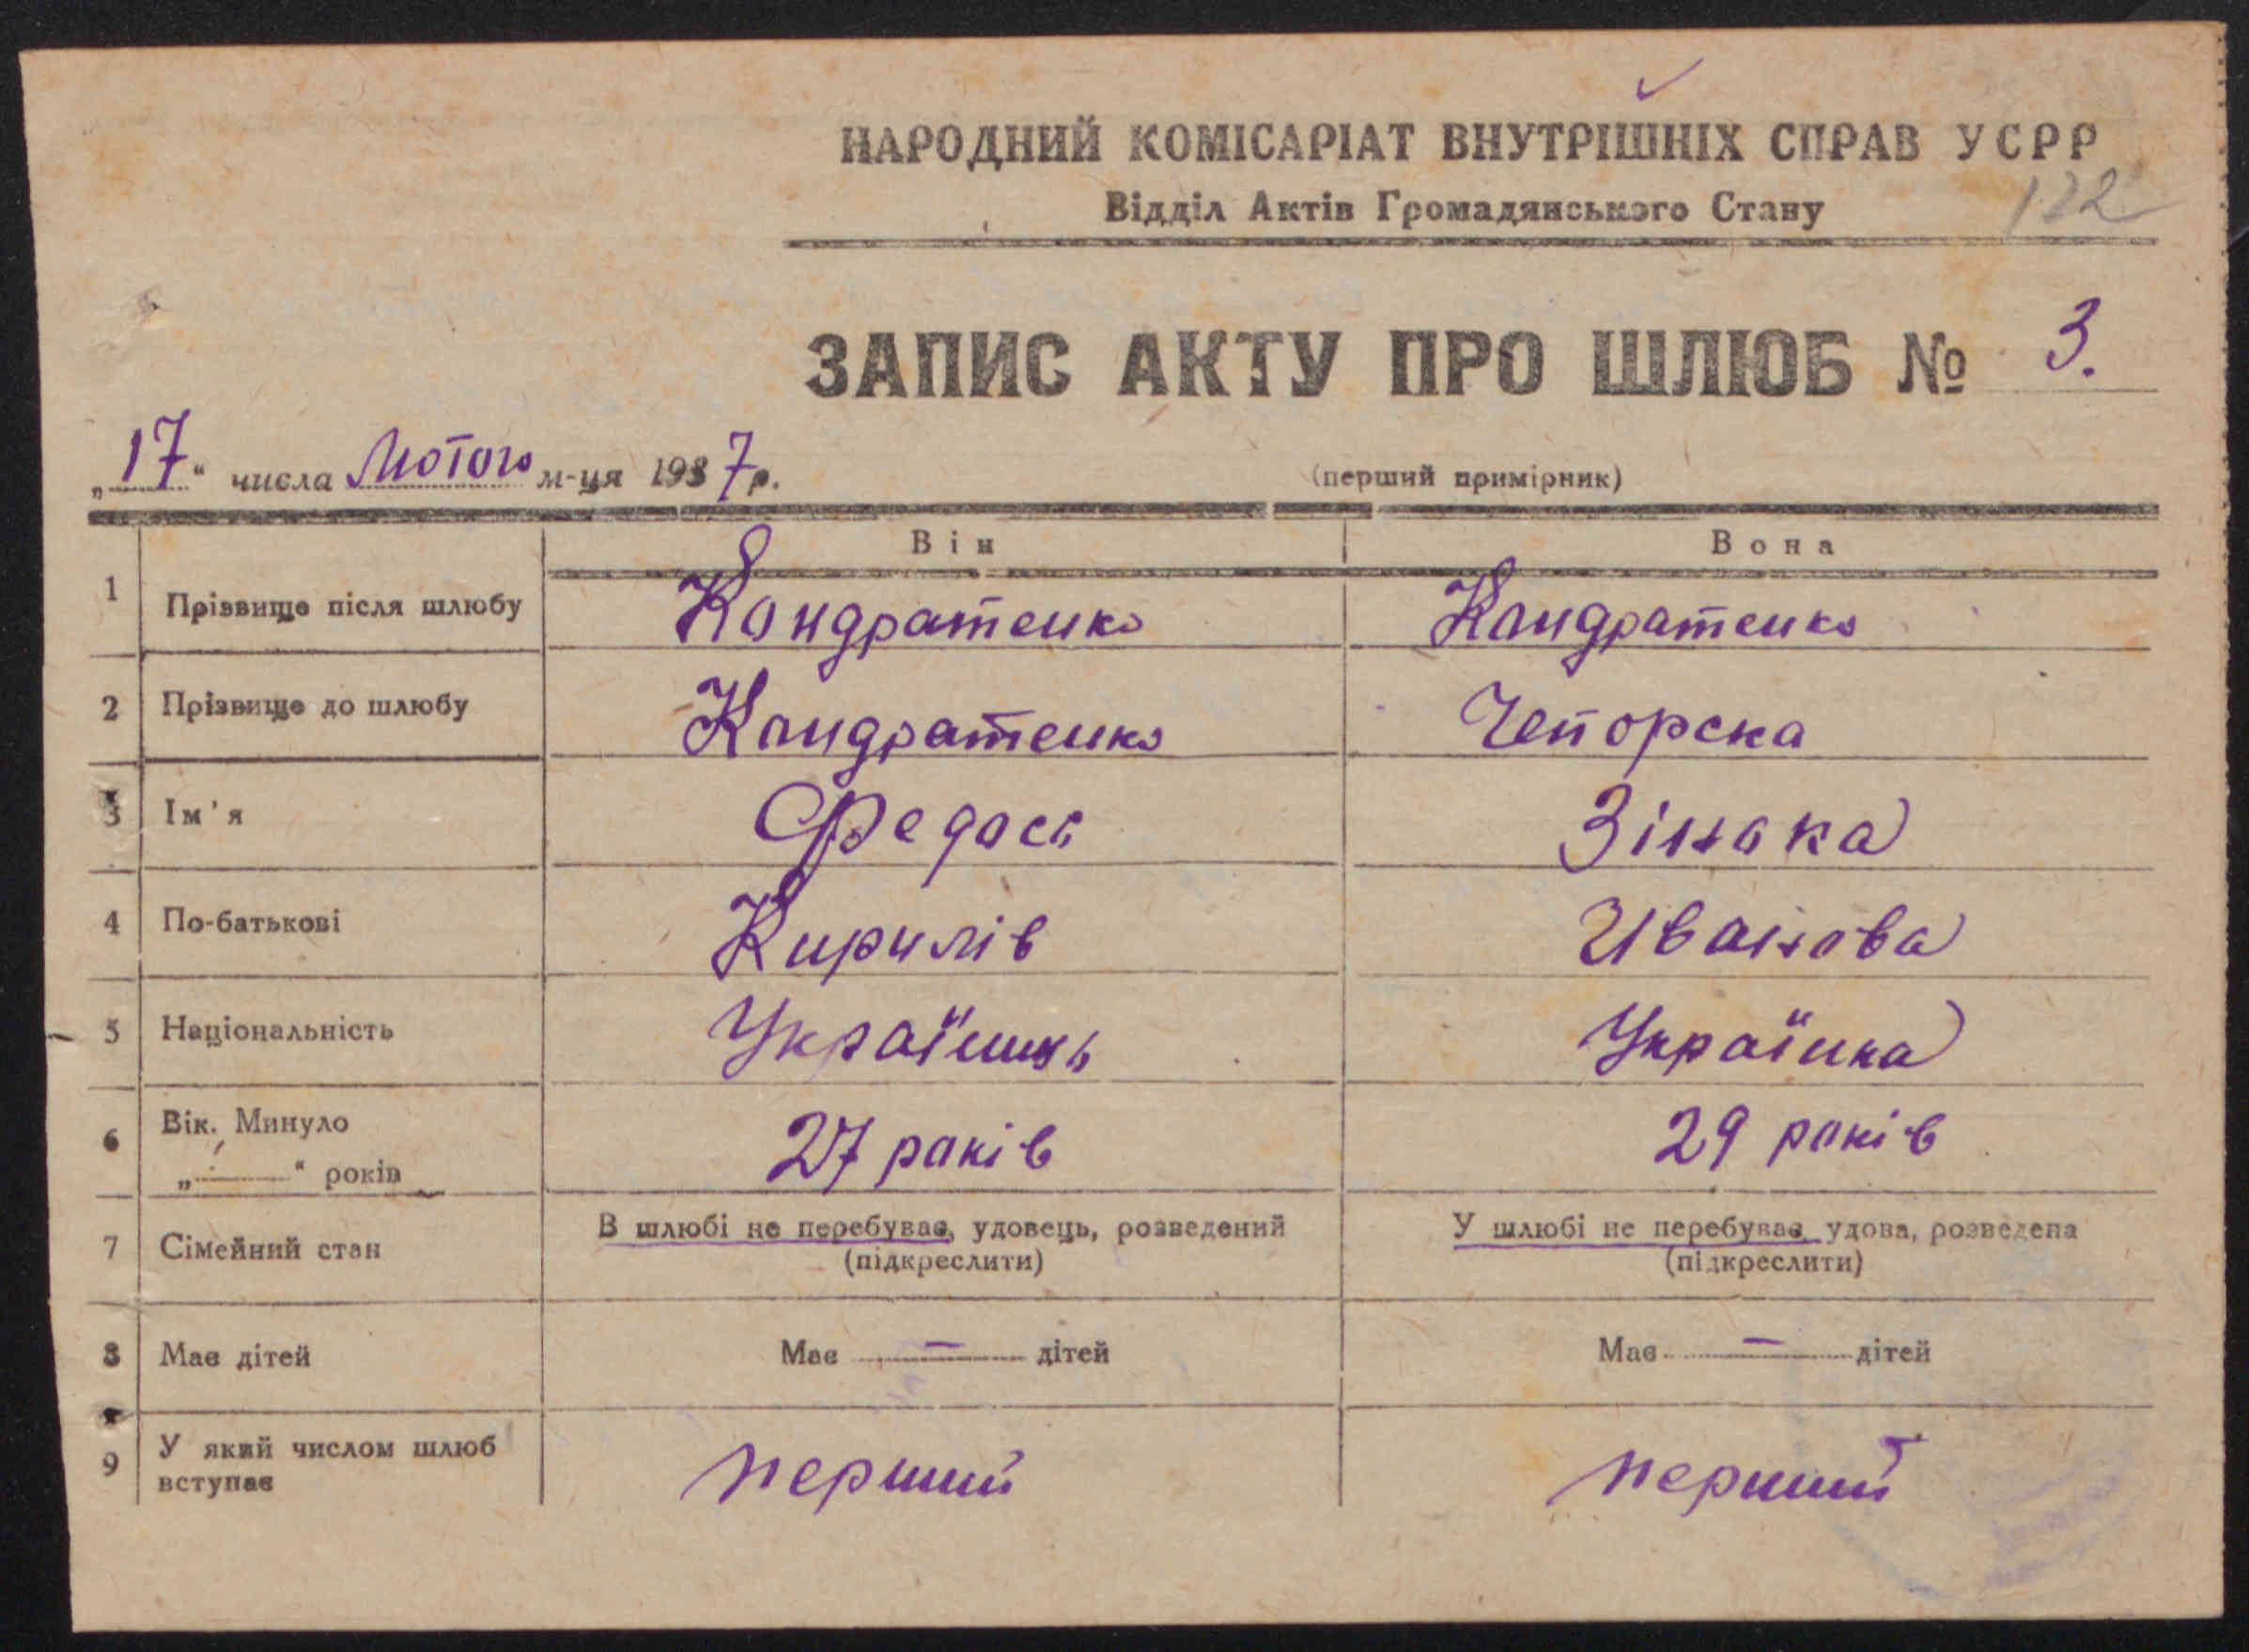 НАРОДНИЙ КОМІСАРІАТ ВНУТРІШНІХ СПРАВ УСРР
Відділ Актів Громадянського Стану
122
ЗАПИС АКТУ ПРО ШЛЮБ № 3.
„17“ числа Лютого м-ця 1937р.
(перший примірник)
Він Вона
1 Прізвище після шлюбу Кондратенко Кондратенко
2 Прізвище до шлюбу Кондратенко Чепорска
3 Ім'я Федось Зінька
4 По-батькові Кирилів Иванова
5 Національність Українць Українка
6 Вік. Минуло
„ “ років 27 років 29 років
7 Сімейний стан В шлюбі не перебував, удовець, розведений У шлюбі не перебуває, удова, розведена
(підкреслити) (підкреслити)
8 Має дітей Має — дітей Має — дітей
9 У який числом шлюб
вступає перший перший